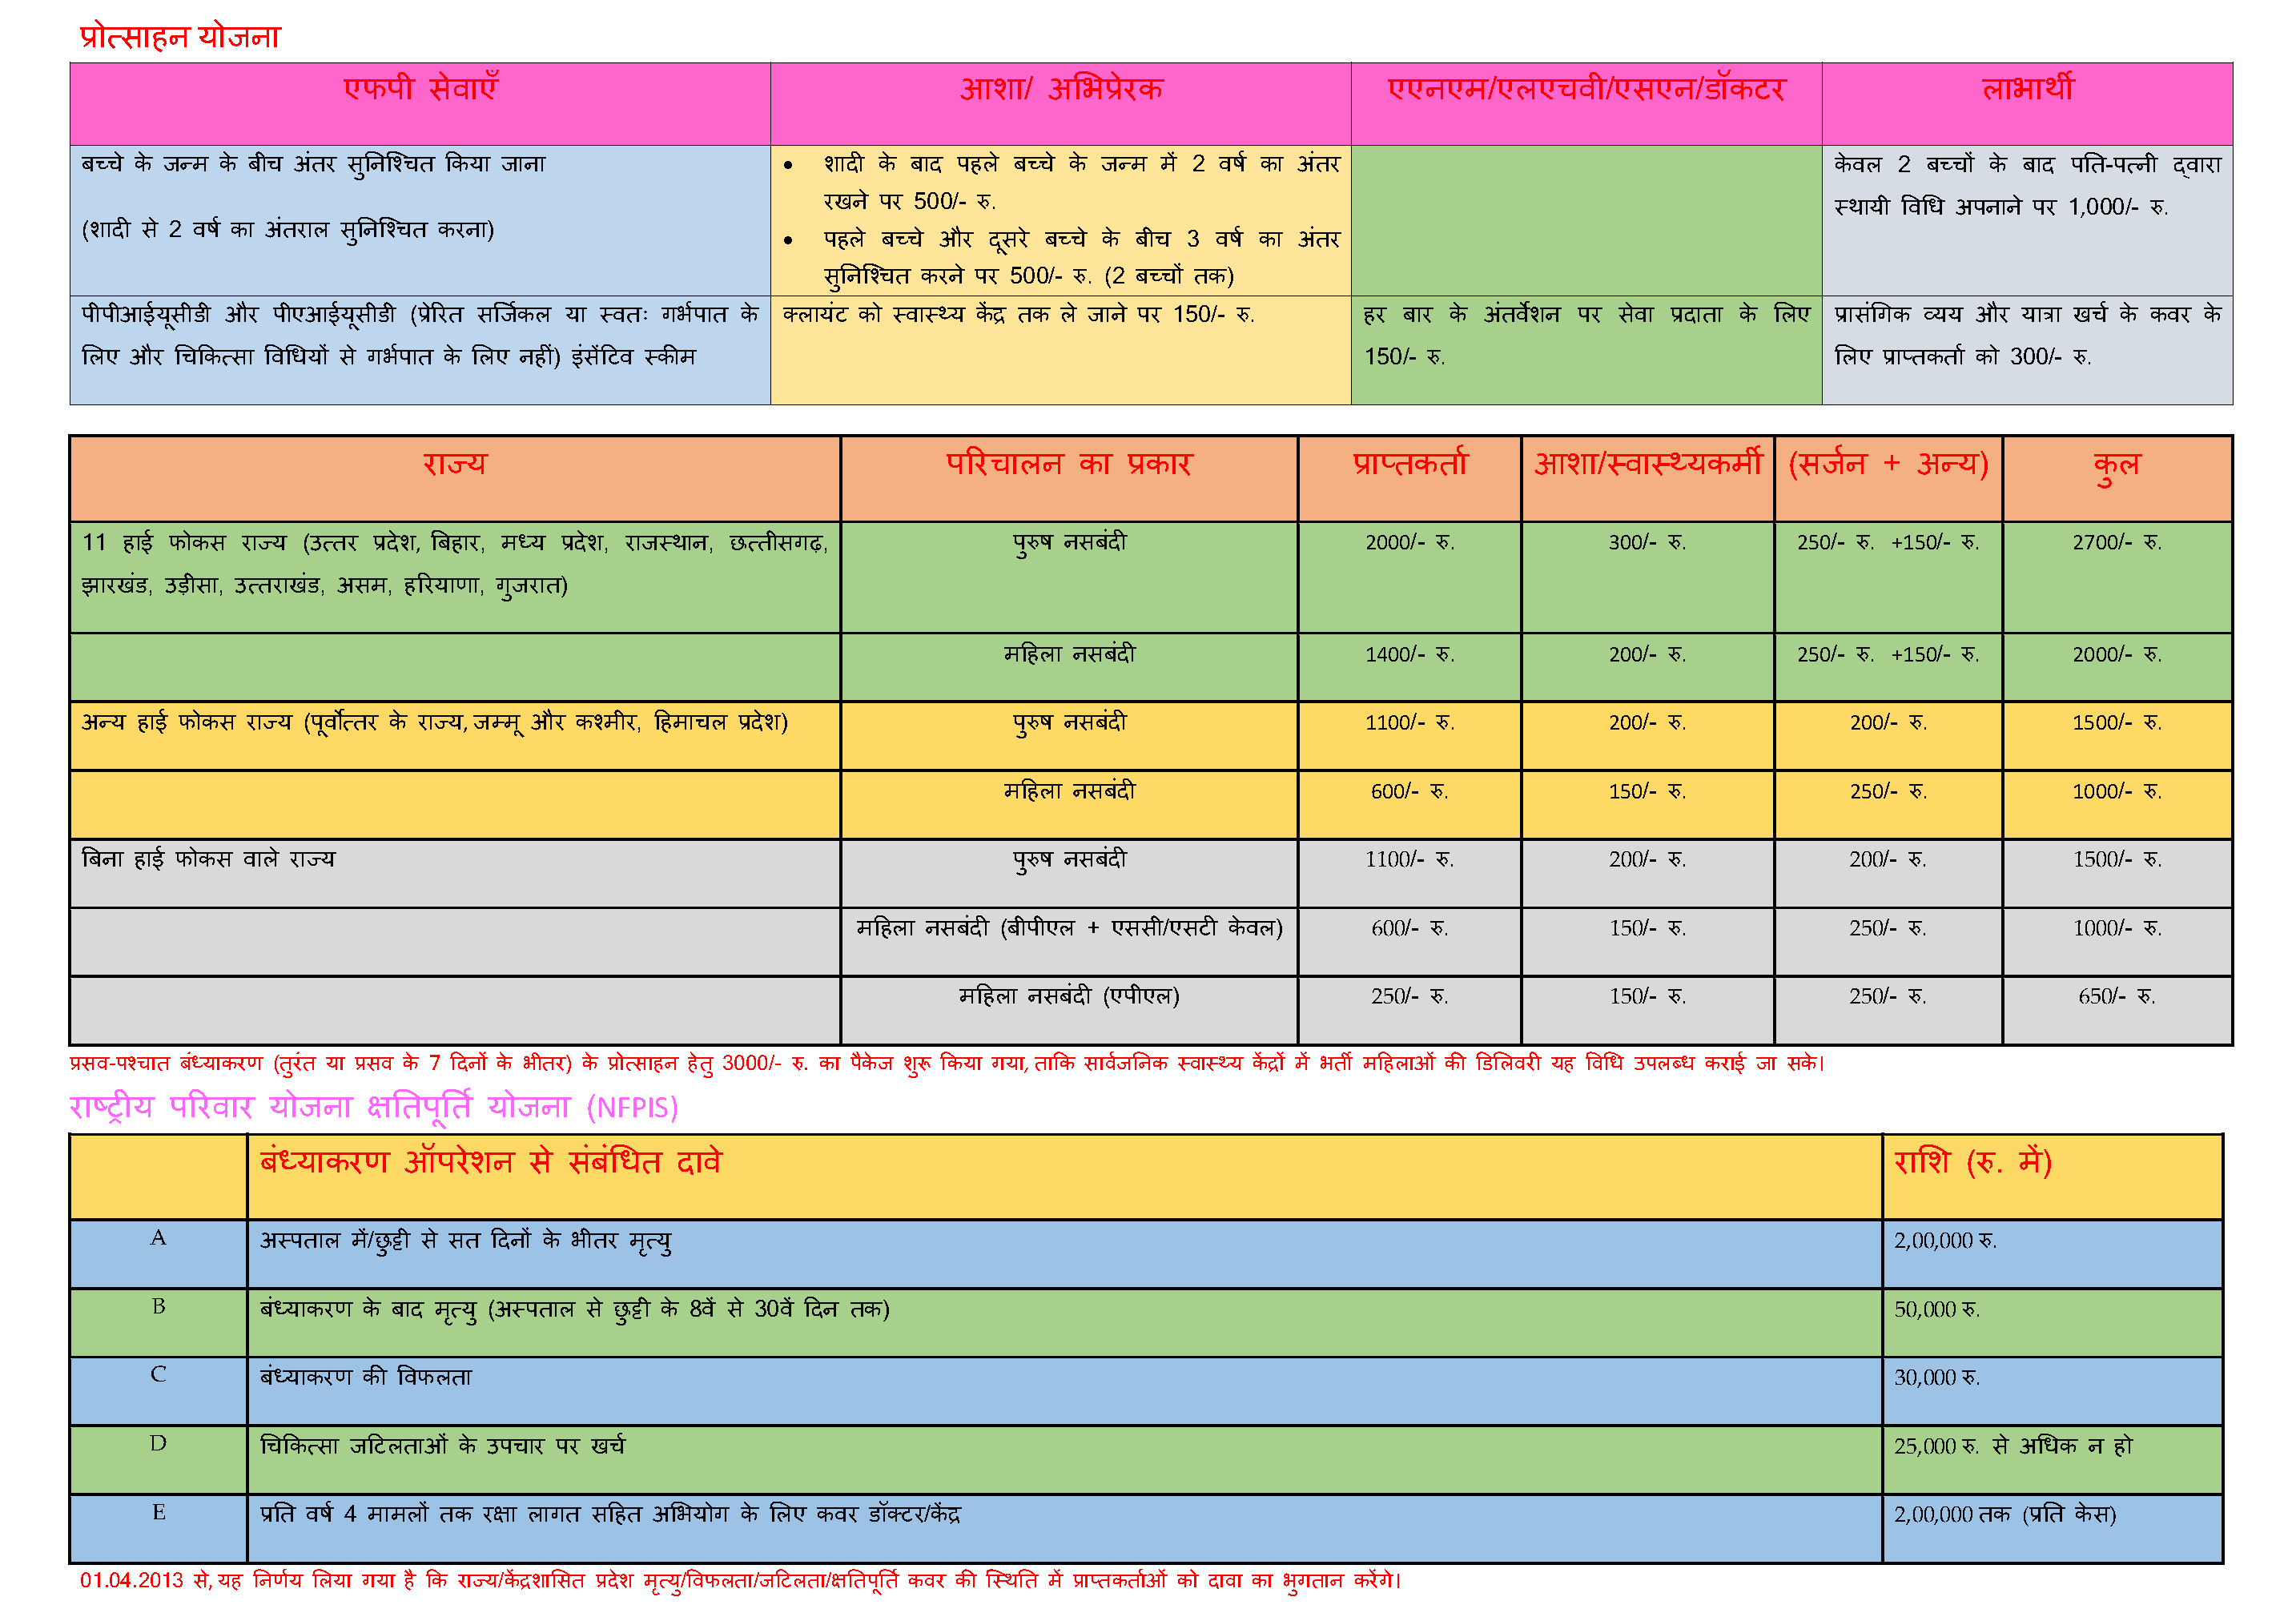 प्रोत्साहन योजना
एफपी सेवाएँ आशा/ अभिप्रेरक एएनएम/एलएचवी/एसएन/डॉकटर लाभार्थी
बच्चे के जन्म के बीच अंतर सुनिश्चित किया जाना
(शादी से 2 वर्ष का अंतराल सुनिश्चित करना)
• शादी के बाद पहले बच्चे के जन्म में 2 वर्ष का अंतर
रखने पर 500/- रु.
• पहले बच्चे और दूसरे बच्चे के बीच 3 वर्ष का अंतर
सुनिश्चित करने पर 500/- रु. (2 बच्चों तक)
केवल 2 बच्चों के बाद पति-पत्नी द्वारा
स्थायी विधि अपनाने पर 1,000/- रु.
पीपीआईयूसीडी और पीएआईयूसीडी (प्रेरित सर्जिकल या स्वतः गर्भपात के
लिए और चिकित्सा विधियों से गर्भपात के लिए नहीं) इंसेंटिव स्कीम
क्लायंट को स्वास्थ्य केंद्र तक ले जाने पर 150/- रु.
हर बार के अंतर्वेशन पर सेवा प्रदाता के लिए
150/- रु.
प्रासंगिक व्यय और यात्रा खर्च के कवर के
लिए प्राप्तकर्ता को 300/- रु.
राज्य परिचालन का प्रकार प्राप्तकर्ता आशा/स्वास्थ्यकर्मी (सर्जन + अन्य) कुल
11 हाई फोकस राज्य (उत्तर प्रदेश, बिहार, मध्य प्रदेश, राजस्थान, छत्तीसगढ़,
झारखंड, उड़ीसा, उत्तराखंड, असम, हरियाणा, गुजरात)
पुरुष नसबंदी 2000/- रु. 300/- रु. 250/- रु. +150/- रु. 2700/- रु.
महिला नसबंदी 1400/- रु. 200/- रु. 250/- रु. +150/- रु. 2000/- रु.
अन्य हाई फोकस राज्य (पूर्वोत्तर के राज्य, जम्मू और कश्मीर, हिमाचल प्रदेश) पुरुष नसबंदी 1100/- रु. 200/- रु. 200/- रु. 1500/- रु.
महिला नसबंदी 600/- रु. 150/- रु. 250/- रु. 1000/- रु.
बिना हाई फोकस वाले राज्य पुरुष नसबंदी 1100/- रु. 200/- रु. 200/- रु. 1500/- रु.
महिला नसबंदी (बीपीएल + एससी/एसटी केवल) 600/- रु. 150/- रु. 250/- रु. 1000/- रु.
महिला नसबंदी (एपीएल) 250/- रु. 150/- रु. 250/- रु. 650/- रु.
प्रसव-पश्चात बंध्याकरण (तुरंत या प्रसव के 7 दिनों के भीतर) के प्रोत्साहन हेतु 3000/- रु. का पैकेज शुरू किया गया, ताकि सार्वजनिक स्वास्थ्य केंद्रों में भर्ती महिलाओं की डिलिवरी यह विधि उपलब्ध कराई जा सके।
राष्ट्रीय परिवार योजना क्षतिपूर्ति योजना (NFPIS)
बंध्याकरण ऑपरेशन से संबंधित दावे राशि (रु. में)
A अस्पताल में/छुट्टी से सत दिनों के भीतर मृत्यु 2,00,000 रु.
B बंध्याकरण के बाद मृत्यु (अस्पताल से छुट्टी के 8वें से 30वें दिन तक) 50,000 रु.
C बंध्याकरण की विफलता 30,000 रु.
D चिकित्सा जटिलताओं के उपचार पर खर्च 25,000 रु. से अधिक न हो
E प्रति वर्ष 4 मामलों तक रक्षा लागत सहित अभियोग के लिए कवर डॉक्टर/केंद्र 2,00,000 तक (प्रति केस)
01.04.2013 से, यह निर्णय लिया गया है कि राज्य/केंद्रशासित प्रदेश मृत्यु/विफलता/जटिलता/क्षतिपूर्ति कवर की स्थिति में प्राप्तकर्ताओं को दावा का भुगतान करेंगे।